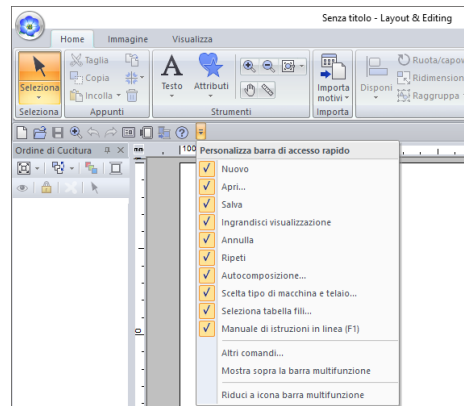 Senza titolo - Layout & Editing
Home Immagine Visualizza
Taglia
Copia
Incolla
Seleziona
Testo
Attributi
Importa motivi
Disponi
Ruota/capov
Ridimension
Raggruppa
Seleziona Appunti Strumenti Importa
Ordine di Cucitura
mm
100
Personalizza barra di accesso rapido
Nuovo
Apri...
Salva
Ingrandisci visualizzazione
Annulla
Ripeti
Autocomposizione...
Scelta tipo di macchina e telaio...
Seleziona tabella fili...
Manuale di istruzioni in linea (F1)
Altri comandi...
Mostra sopra la barra multifunzione
Riduci a icona barra multifunzione
0